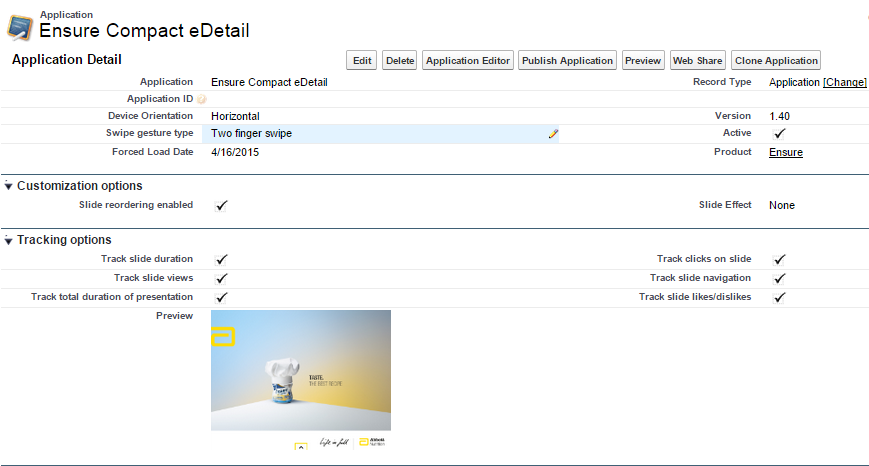 Application
Ensure Compact eDetail
Application Detail
Edit Delete Application Editor Publish Application Preview Web Share Clone Application
Application Ensure Compact eDetail Record Type Application [Change]
Application ID
Device Orientation Horizontal Version 1.40
Swipe gesture type Two finger swipe Active
Forced Load Date 4/16/2015 Product Ensure
Customization options
Slide reordering enabled Slide Effect None
Tracking options
Track slide duration Track clicks on slide
Track slide views Track slide navigation
Track total duration of presentation Track slide likes/dislikes
Preview
TASTE.
THE BEST RECIPE
Abbott
Nutrition